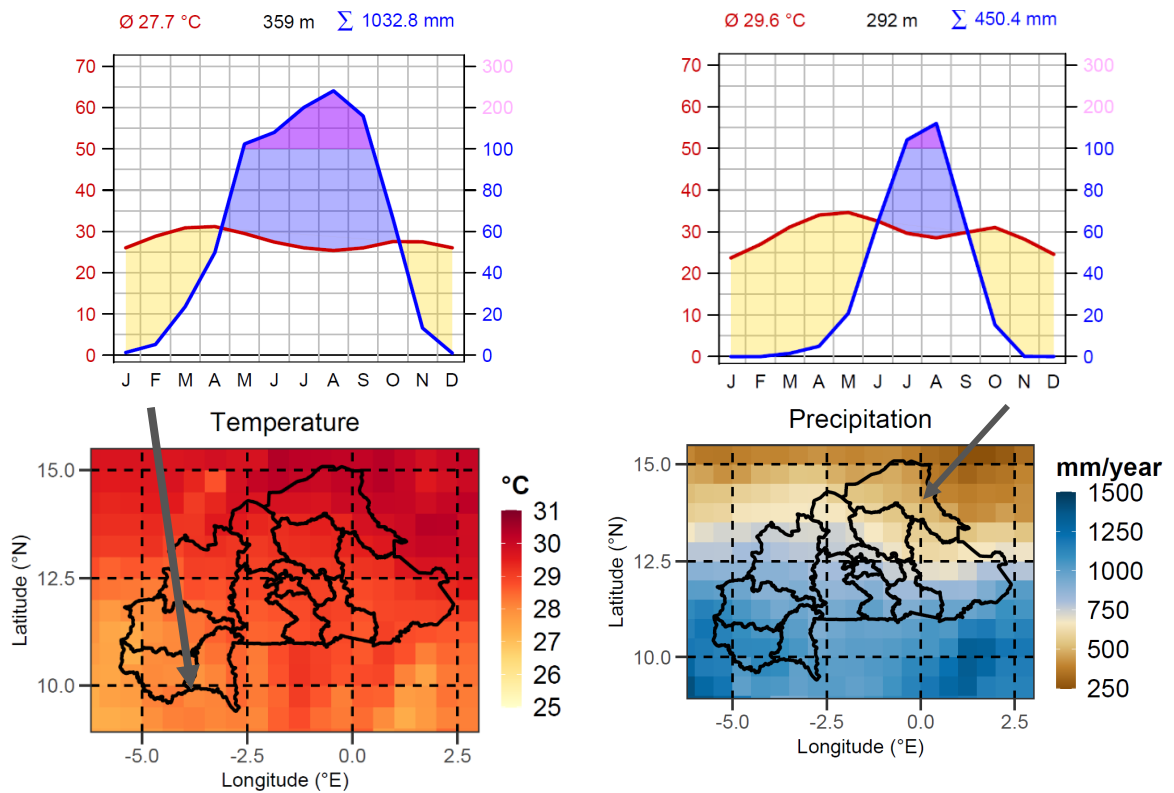 Ø 27.7 °C 359 m ∑ 1032.8 mm
70 300
60 200
50 100
40 80
30 60
20 40
10 20
0 0
J F M A M J J A S O N D
Ø 29.6 °C 292 m ∑ 450.4 mm
70 300
60 200
50 100
40 80
30 60
20 40
10 20
0 0
J F M A M J J A S O N D
Temperature
15.0
12.5
10.0
Latitude (°N)
-5.0 -2.5 0.0 2.5
Longitude (°E)
°C
31
30
29
28
27
26
25
Precipitation
15.0
12.5
10.0
Latitude (°N)
-5.0 -2.5 0.0 2.5
Longitude (°E)
mm/year
1500
1250
1000
750
500
250